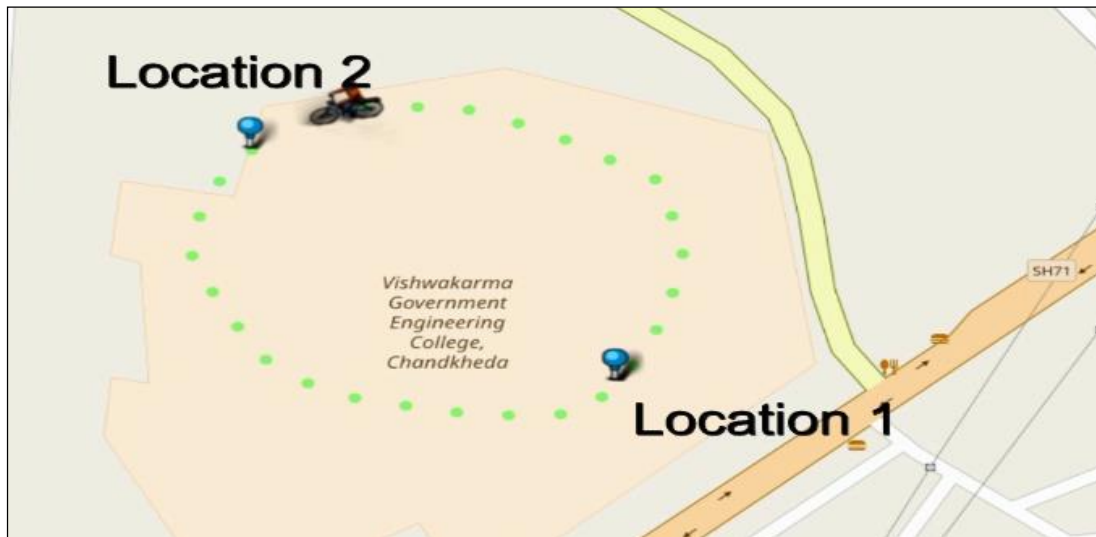 Location 2
Vishwakarma
Government
Engineering
College,
Chandkheda
SH71
Location 1